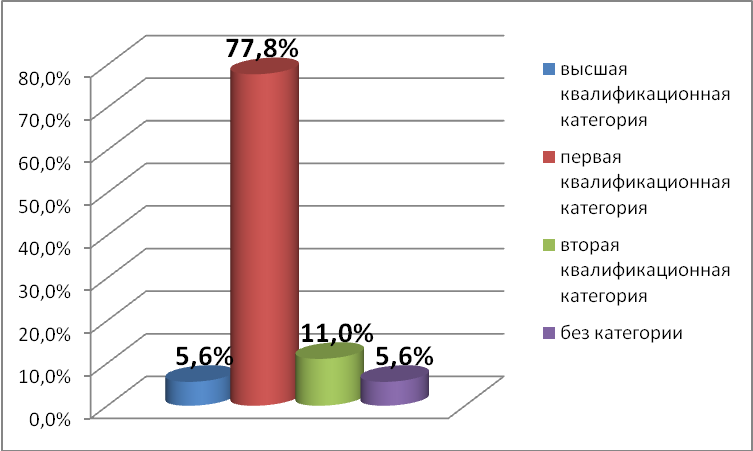 77,8%
80,0%
70,0%
60,0%
50,0%
40,0%
30,0%
20,0%
10,0%
0,0%
5,6%
11,0%
5,6%
высшая
квалификационная
категория
первая
квалификационная
категория
вторая
квалификационная
категория
без категории